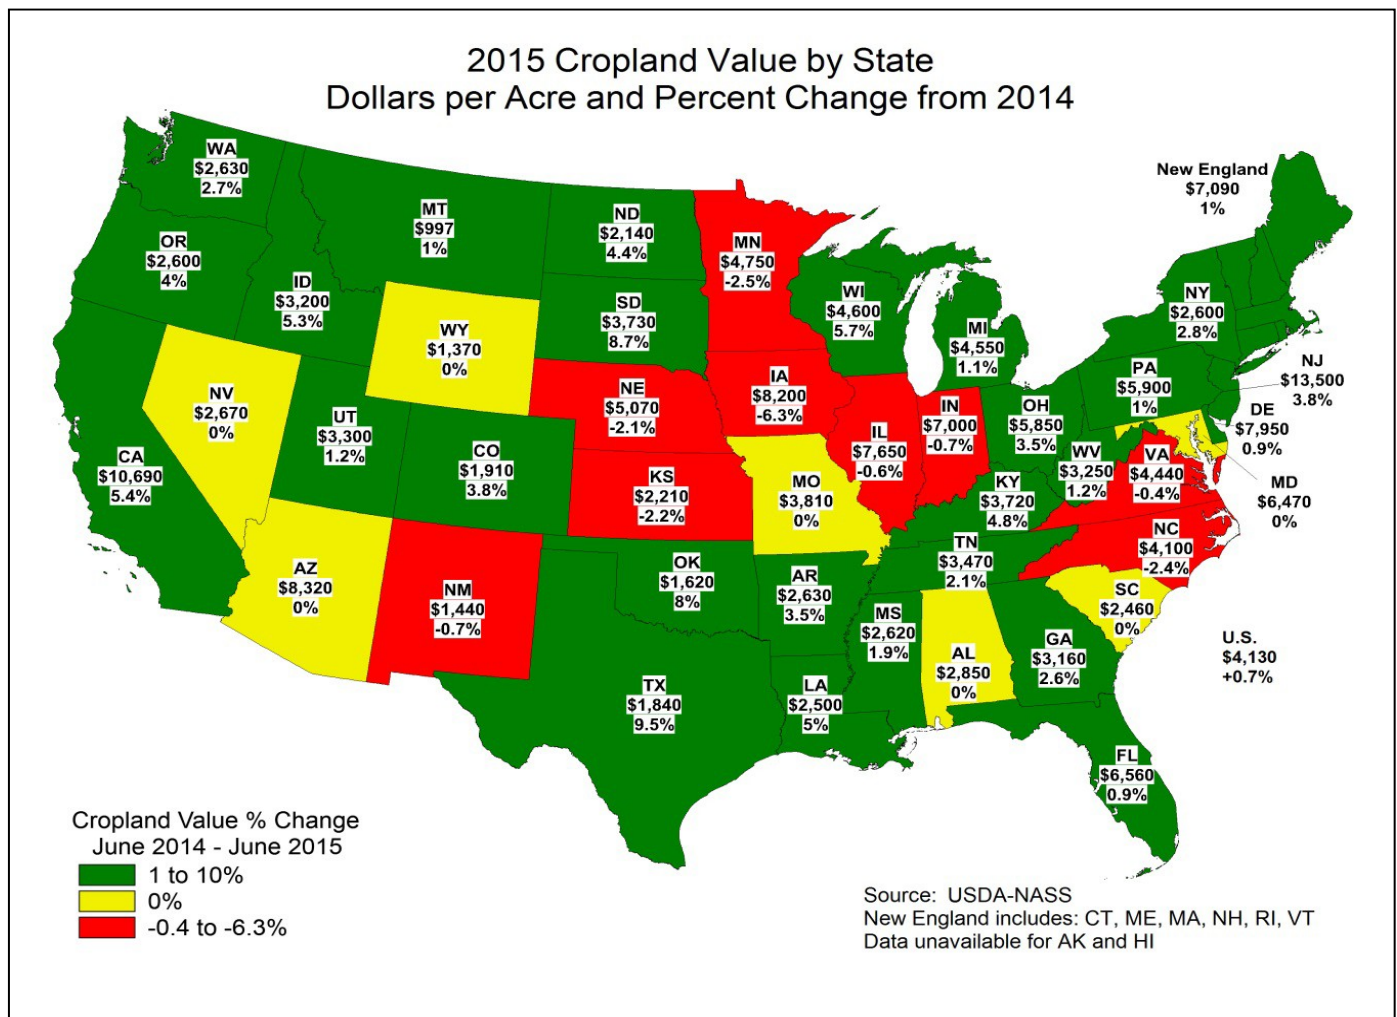 2015 Cropland Value by State
Dollars per Acre and Percent Change from 2014
WA
$2,630
2.7%
OR
$2,600
4%
ID
$3,200
5.3%
MT
$997
1%
ND
$2,140
4.4%
MN
$4,750
-2.5%
WI
$4,600
5.7%
MI
$4,550
1.1%
New England
$7,090
1%
NY
$2,600
2.8%
SD
$3,730
8.7%
WY
$1,370
0%
NV
$2,670
0%
UT
$3,300
1.2%
CO
$1,910
3.8%
CA
$10,690
5.4%
NE
$5,070
-2.1%
IA
$8,200
-6.3%
IL
$7,650
-0.6%
IN
$7,000
-0.7%
OH
$5,850
3.5%
PA
$5,900
1%
NJ
$13,500
3.8%
DE
$7,950
0.9%
MD
$6,470
0%
WV
$3,250
1.2%
VA
$4,440
-0.4%
KS
$2,210
-2.2%
MO
$3,810
0%
KY
$3,720
4.8%
NC
$4,100
-2.4%
TN
$3,470
2.1%
AZ
$8,320
0%
NM
$1,440
-0.7%
OK
$1,620
8%
AR
$2,630
3.5%
MS
$2,620
1.9%
AL
$2,850
0%
GA
$3,160
2.6%
SC
$2,460
0%
U.S.
$4,130
+0.7%
TX
$1,840
9.5%
LA
$2,500
5%
FL
$6,560
0.9%
Cropland Value % Change
June 2014 - June 2015
1 to 10%
0%
-0.4 to -6.3%
Source: USDA-NASS
New England includes: CT, ME, MA, NH, RI, VT
Data unavailable for AK and HI